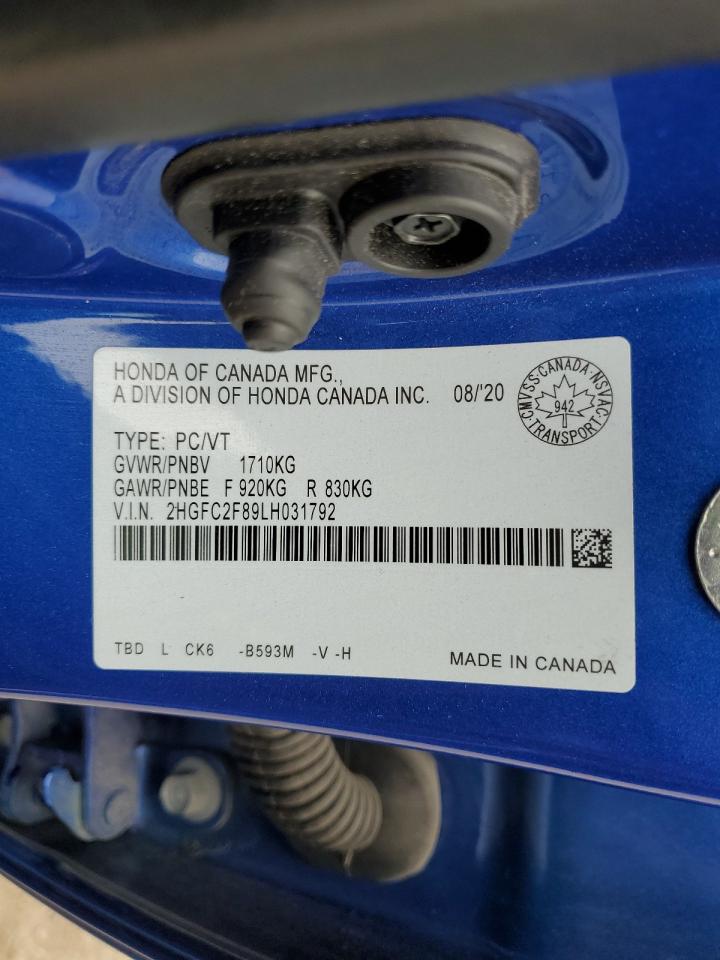 HONDA OF CANADA MFG.,
A DIVISION OF HONDA CANADA INC. 08/'20
CMVSS·CANADA·NSVAC
942
·TRANSPORT·
TYPE: PC/VT
GVWR/PNBV 1710KG
GAWR/PNBE F 920KG R 830KG
V.I.N. 2HGFC2F89LH031792
TBD L CK6 -B593M -V -H
MADE IN CANADA